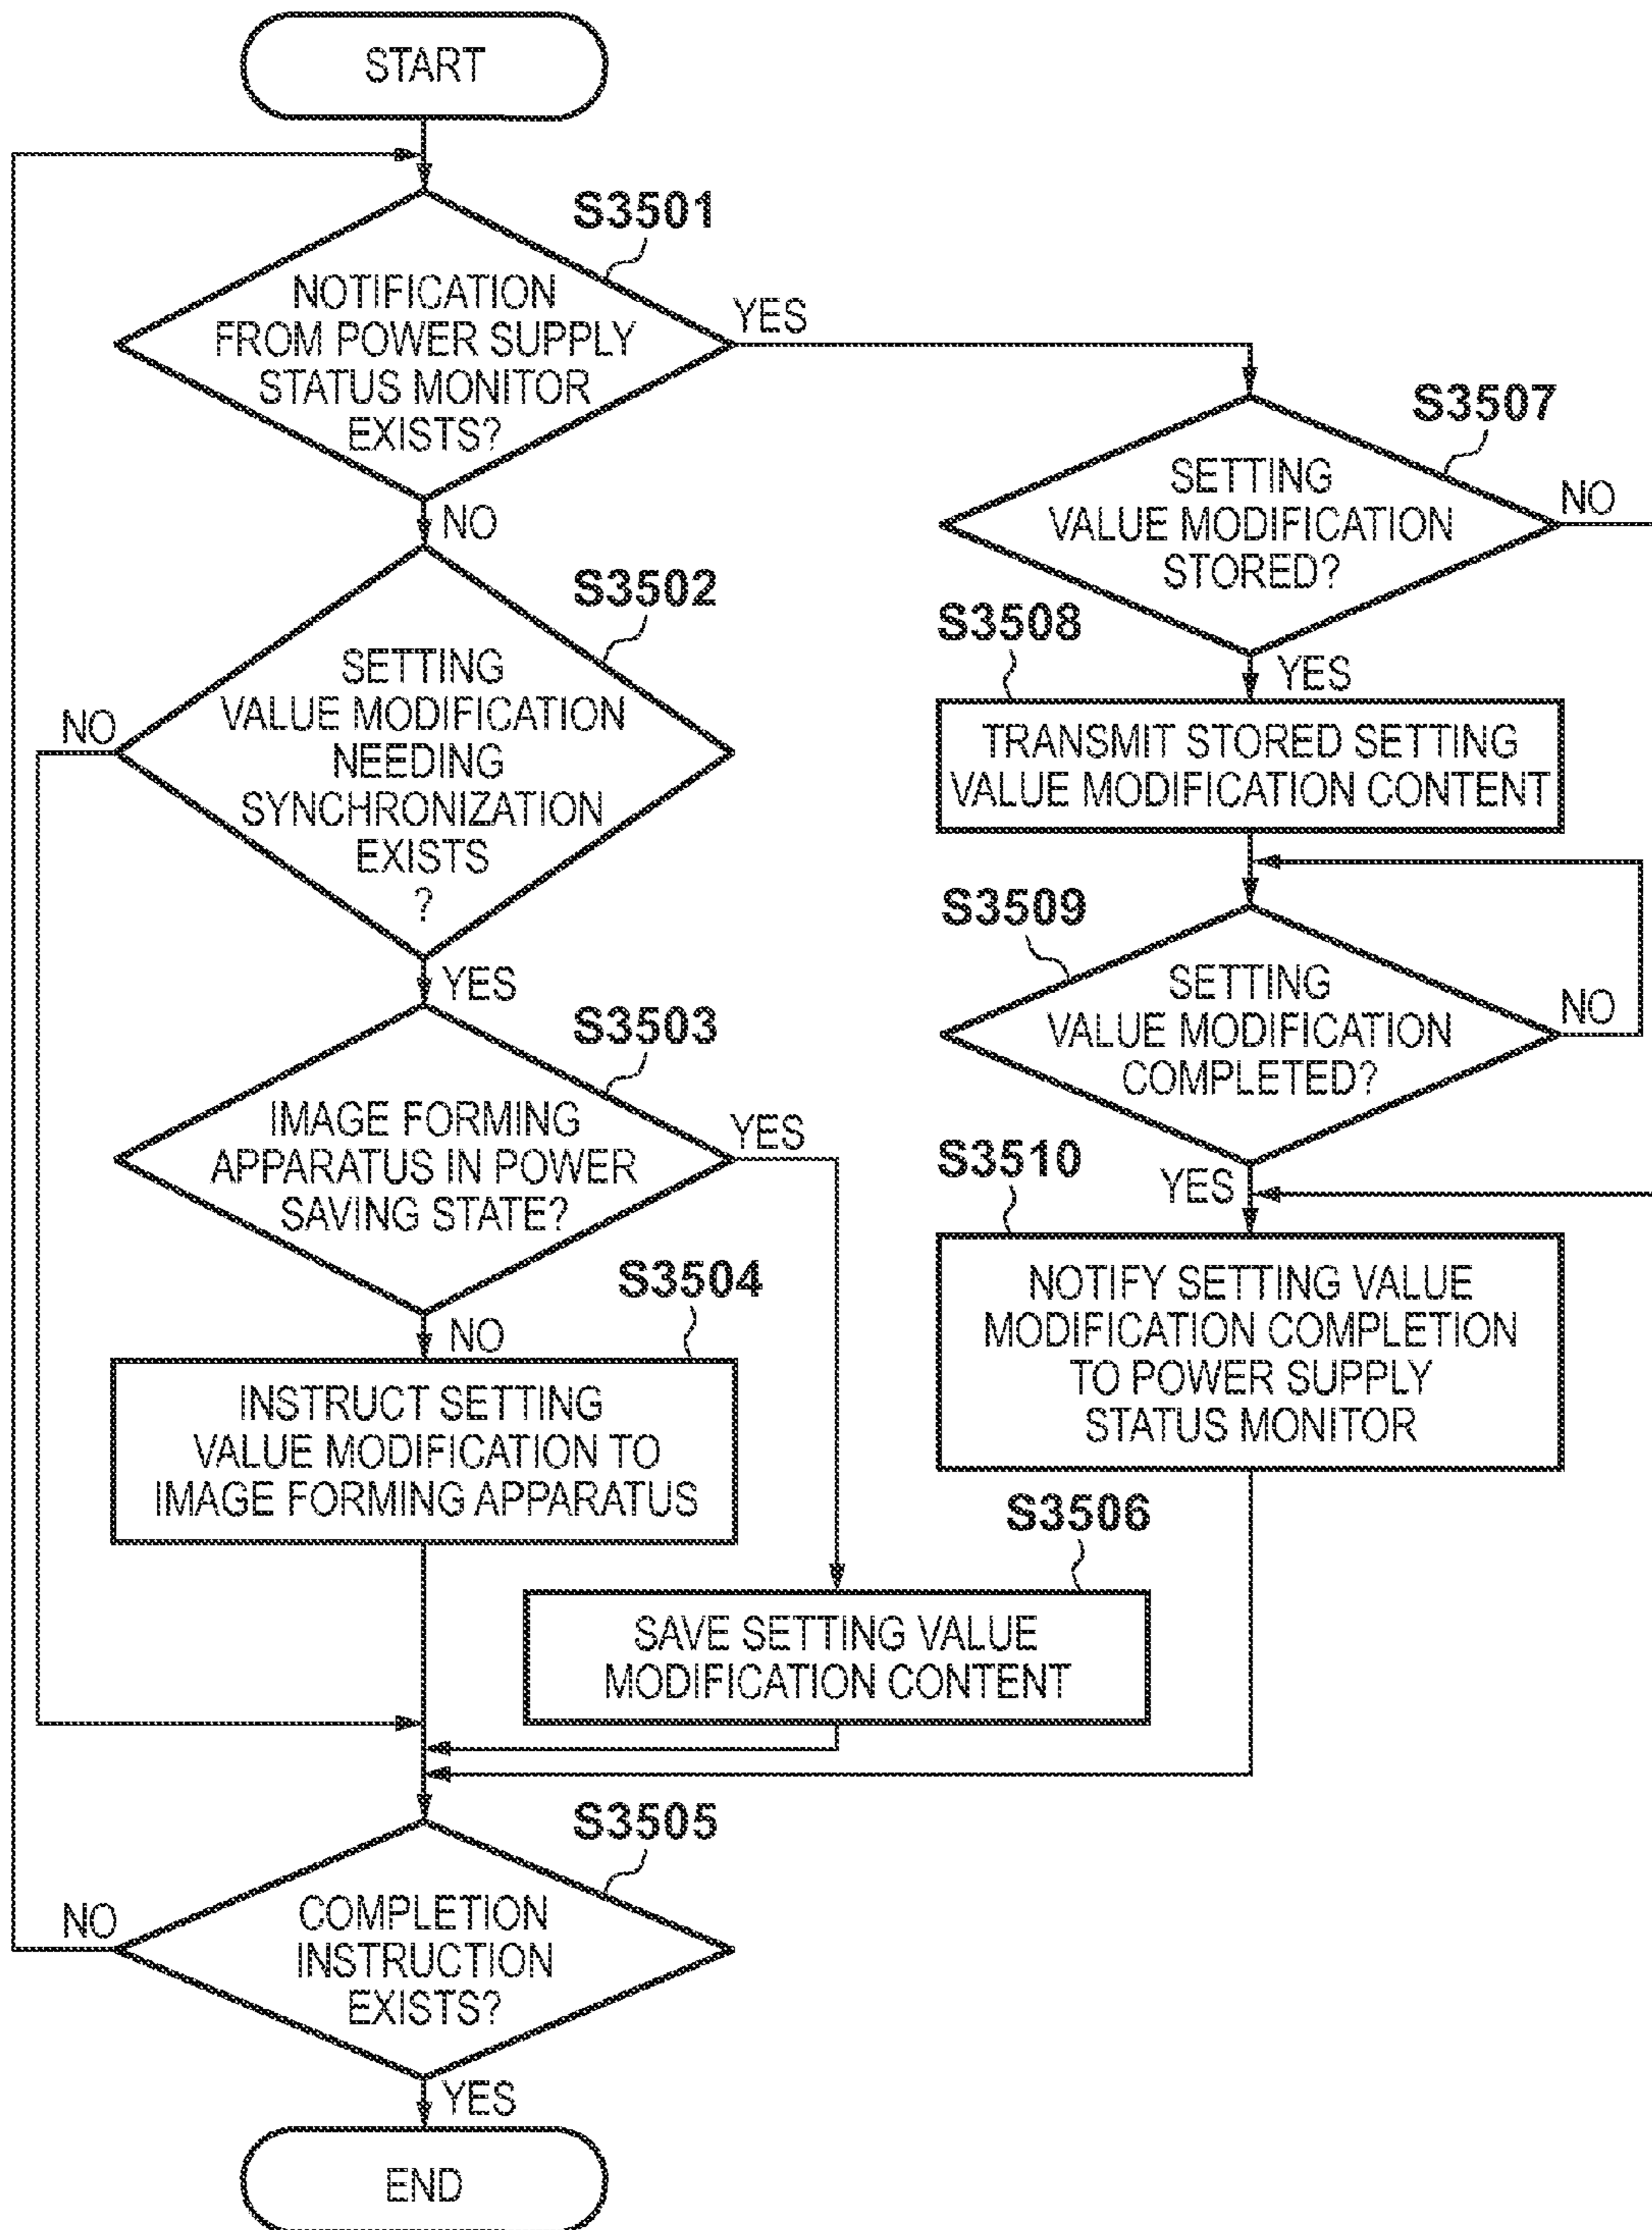 START
S3501
NOTIFICATION
FROM POWER SUPPLY
STATUS MONITOR
EXISTS?
YES
NO
S3502
SETTING
VALUE MODIFICATION
NEEDING
SYNCHRONIZATION
EXISTS
?
NO
YES
S3503
IMAGE FORMING
APPARATUS IN POWER
SAVING STATE?
YES
NO
S3504
INSTRUCT SETTING
VALUE MODIFICATION TO
IMAGE FORMING APPARATUS
S3506
SAVE SETTING VALUE
MODIFICATION CONTENT
S3507
SETTING
VALUE MODIFICATION
STORED?
NO
YES
S3508
TRANSMIT STORED SETTING
VALUE MODIFICATION CONTENT
S3509
SETTING
VALUE MODIFICATION
COMPLETED?
NO
YES
S3510
NOTIFY SETTING VALUE
MODIFICATION COMPLETION
TO POWER SUPPLY
STATUS MONITOR
S3505
COMPLETION
INSTRUCTION
EXISTS?
NO
YES
END